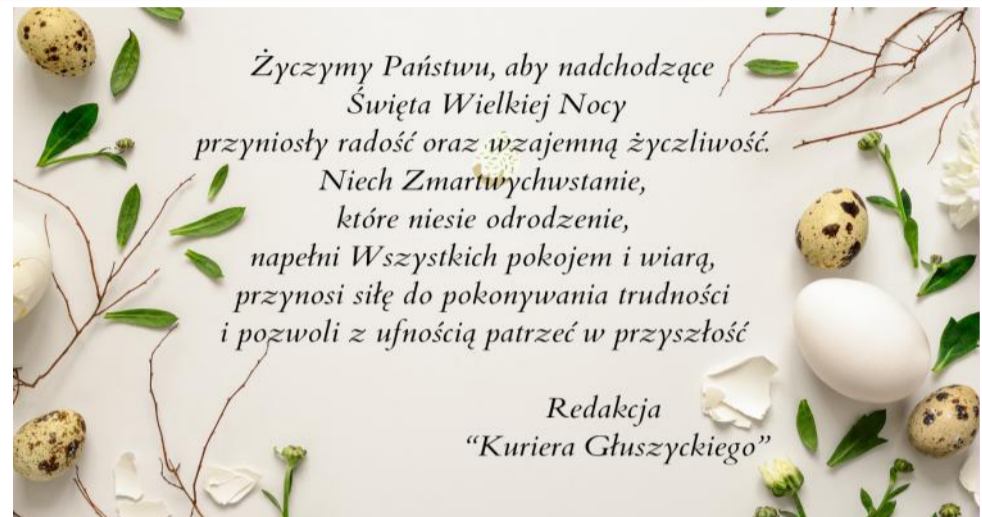 Życzymy Państwu, aby nadchodzące
Święta Wielkiej Nocy
przyniosły radość oraz wzajemną życzliwość.
Niech Zmartwychwstanie,
które niesie odrodzenie,
napełni Wszystkich pokojem i wiarą,
przynosi siłę do pokonywania trudności
i pozwoli z ufnością patrzeć w przyszłość
Redakcja
“Kuriera Głuszyckiego”